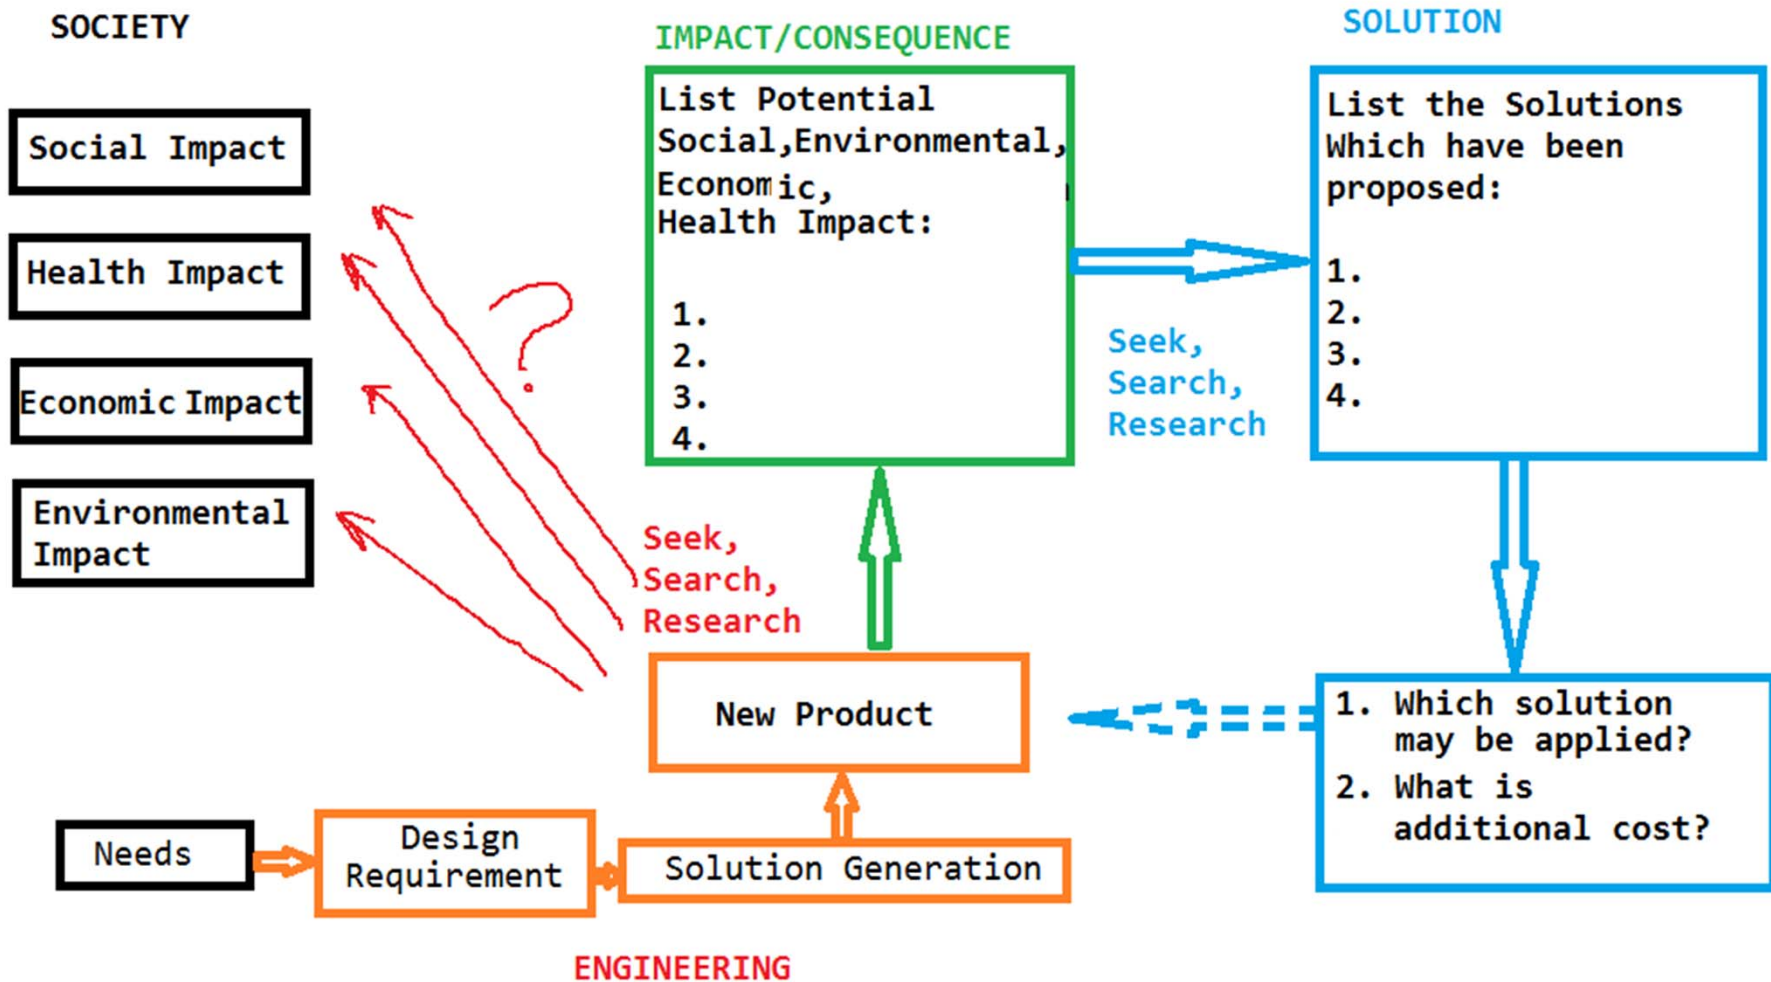 SOCIETY
Social Impact
Health Impact
Economic Impact
Environmental
Impact
IMPACT/CONSEQUENCE
List Potential
Social,Environmental,
Economic,
Health Impact:
1.
2.
3.
4.
SOLUTION
List the Solutions
Which have been
proposed:
1.
2.
3.
4.
Seek,
Search,
Research
?
Seek,
Search,
Research
New Product
1. Which solution
may be applied?
2. What is
additional cost?
Needs
Design
Requirement
Solution Generation
ENGINEERING